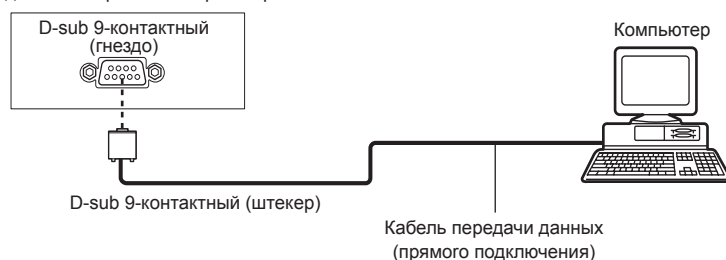 D-sub 9-контактный
(гнездо)
Компьютер
D-sub 9-контактный (штекер)
Кабель передачи данных
(прямого подключения)